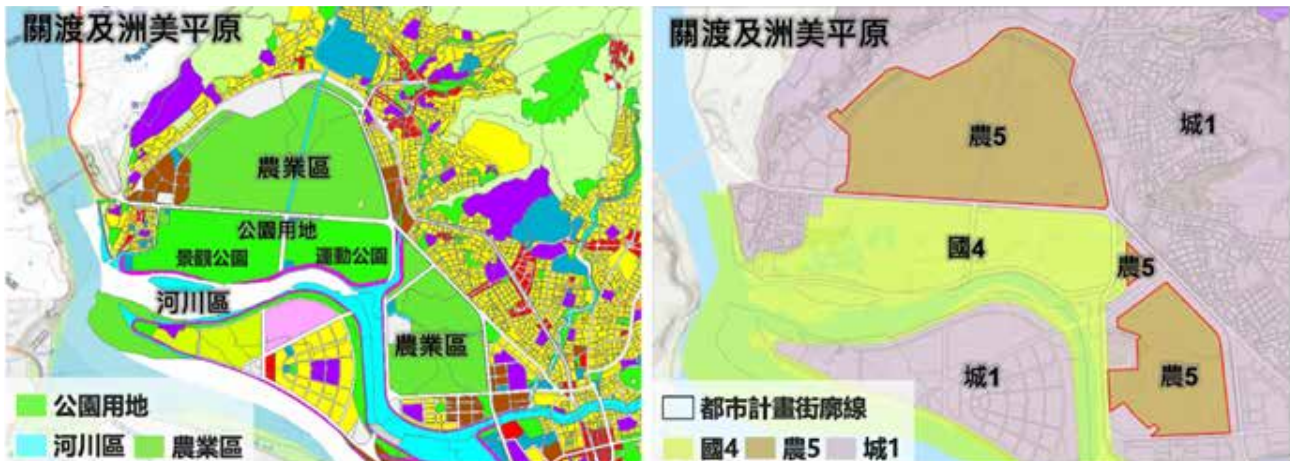 關渡及洲美平原
農業區
公園用地
景觀公園
運動公園
河川區
農業區
公園用地
河川區
農業區
關渡及洲美平原
農5
城1
國4
農5
城1
農5
都市計畫街廓線
國4
農5
城1